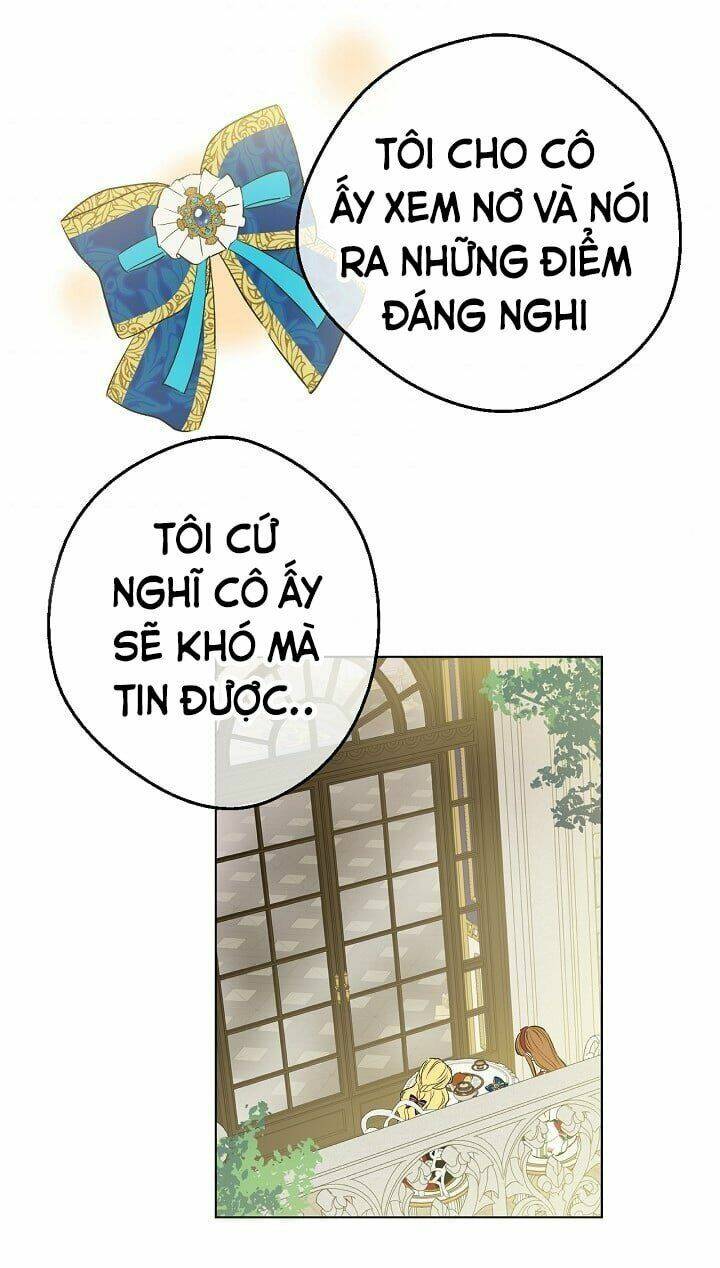 TÔI CHO CÔ
ẤY XEM NƠ VÀ NÓI
RA NHỮNG ĐIỂM
ĐÁNG NGHI
TÔI CỨ
NGHĨ CÔ ẤY
SẼ KHÓ MÀ
TIN ĐƯỢC..